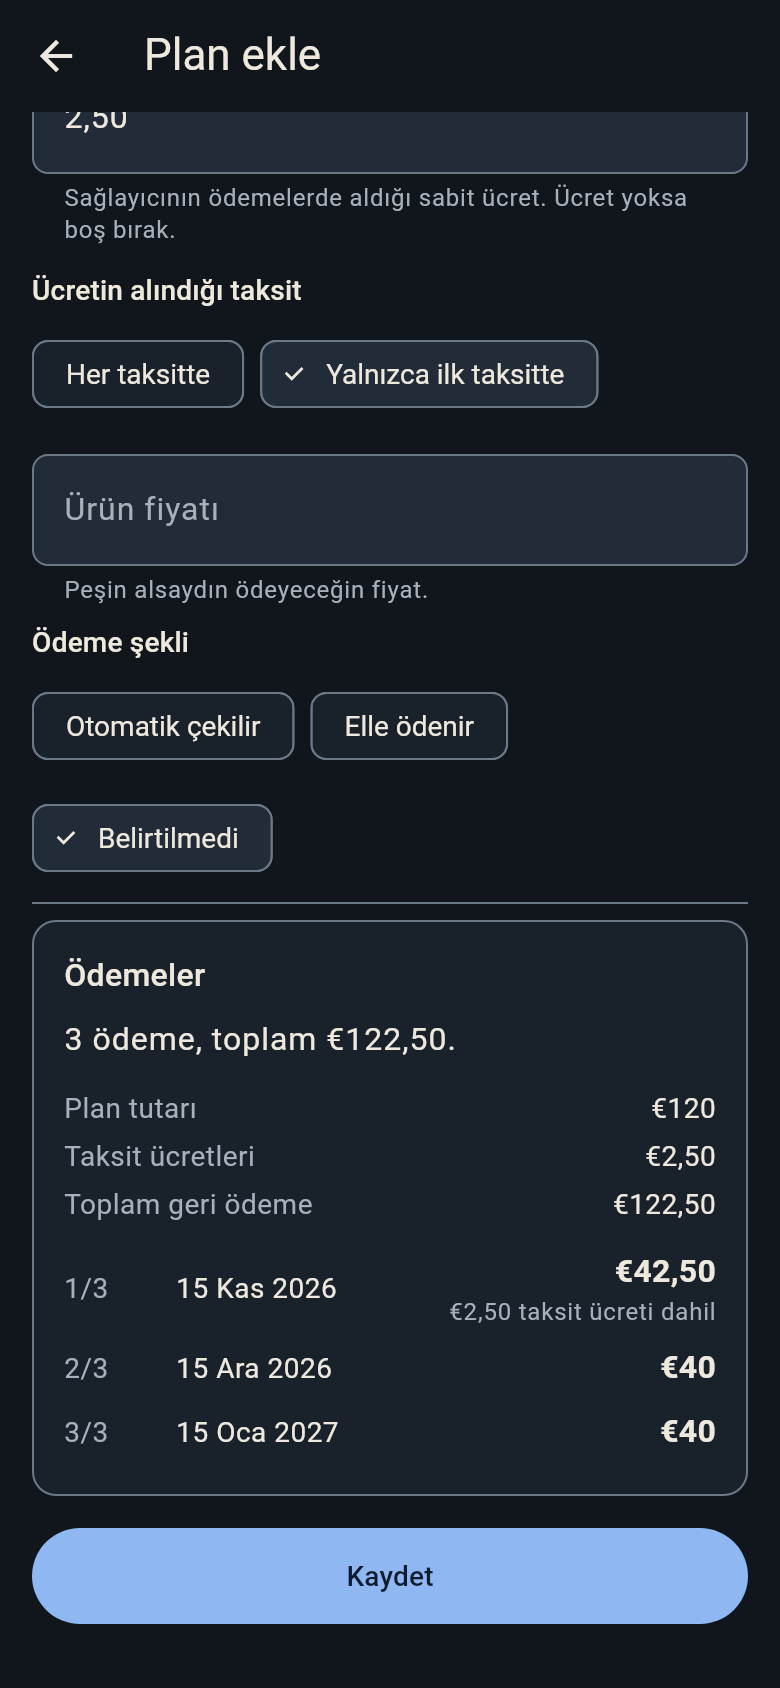 Plan ekle
2,50
Sağlayıcının ödemelerde aldığı sabit ücret. Ücret yoksa
boş bırak.
Ücretin alındığı taksit
Her taksitte
Yalnızca ilk taksitte
Ürün fiyatı
Peşin alsaydın ödeyeceğin fiyat.
Ödeme şekli
Otomatik çekilir
Elle ödenir
Belirtilmedi
Ödemeler
3 ödeme, toplam €122,50.
Plan tutarı €120
Taksit ücretleri €2,50
Toplam geri ödeme €122,50
1/3 15 Kas 2026 €42,50
€2,50 taksit ücreti dahil
2/3 15 Ara 2026 €40
3/3 15 Oca 2027 €40
Kaydet